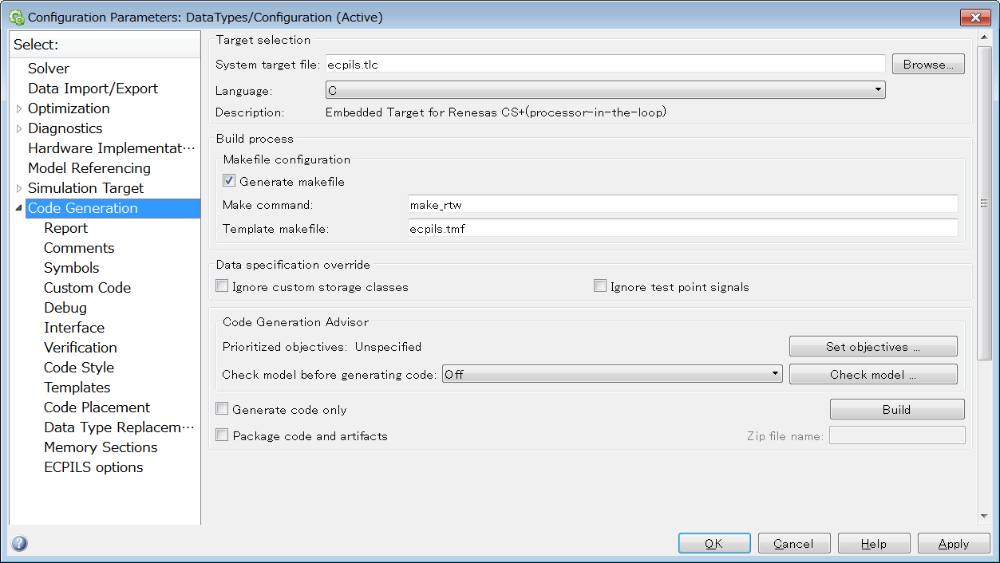 Configuration Parameters: DataTypes/Configuration (Active)
Select:
Solver
Data Import/Export
Optimization
Diagnostics
Hardware Implementat···
Model Referencing
Simulation Target
Code Generation
Report
Comments
Symbols
Custom Code
Debug
Interface
Verification
Code Style
Templates
Code Placement
Data Type Replacem···
Memory Sections
ECPILS options
Target selection
System target file: ecpils.tlc Browse...
Language: C
Description: Embedded Target for Renesas CS+(processor-in-the-loop)
Build process
Makefile configuration
Generate makefile
Make command: make_rtw
Template makefile: ecpils.tmf
Data specification override
Ignore custom storage classes Ignore test point signals
Code Generation Advisor
Prioritized objectives: Unspecified Set objectives ...
Check model before generating code: Off Check model ...
Generate code only Build
Package code and artifacts Zip file name:
OK Cancel Help Apply